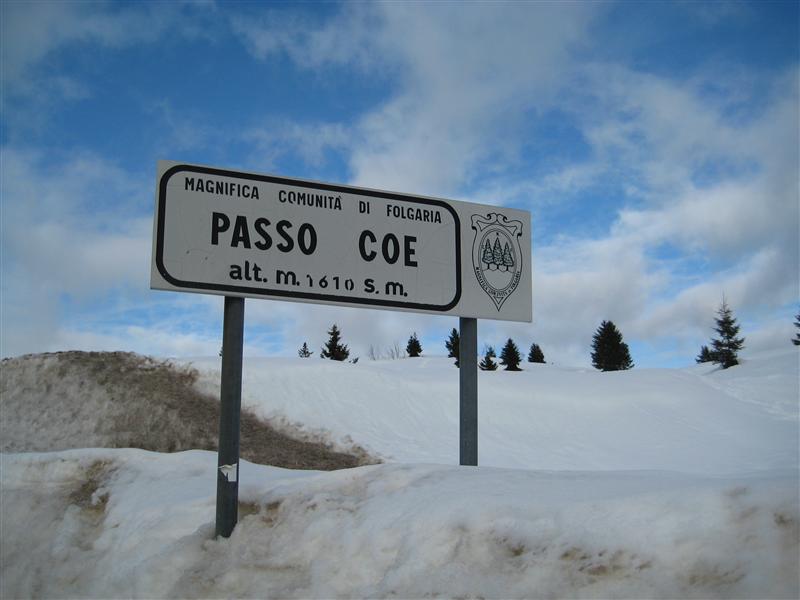 MAGNIFICA COMUNITÀ DI FOLGARIA
PASSO COE
alt. m. 1610 s. m.